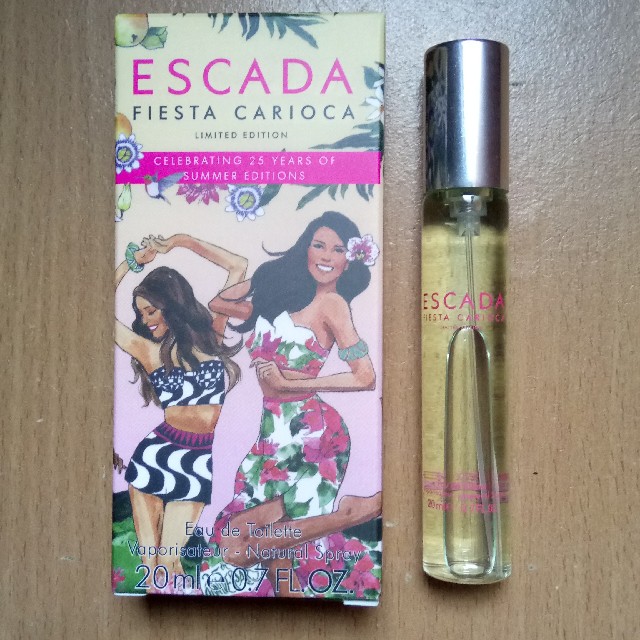 ESCADA
FIESTA CARIOCA
LIMITED EDITION
CELEBRATING 25 YEARS OF
SUMMER EDITIONS
Eau de Toilette
Vaporisateur - Natural Spray
20 ml e 0.7 FL.OZ.
ESCADA
FIESTA CARIOCA